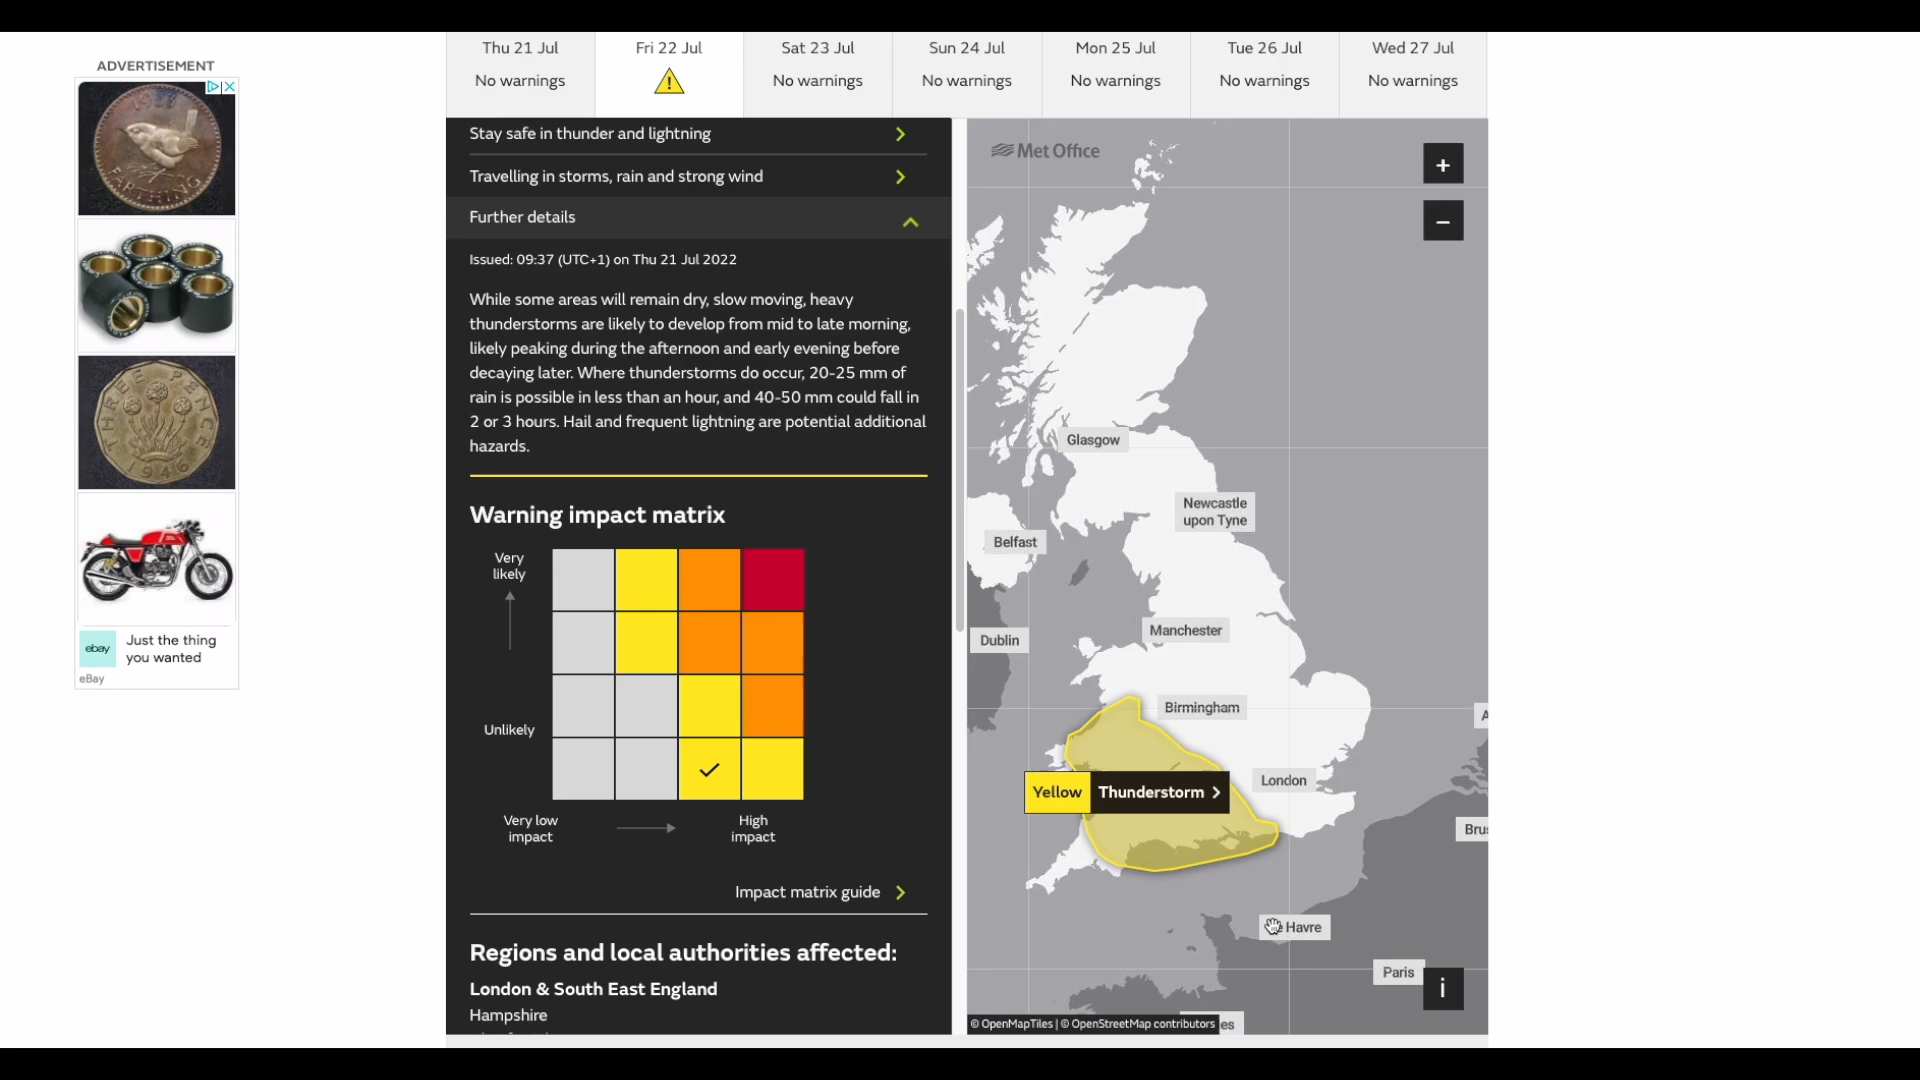 Thu 21 Jul
No warnings
Fri 22 Jul
Sat 23 Jul
No warnings
Sun 24 Jul
No warnings
Mon 25 Jul
No warnings
Tue 26 Jul
No warnings
Wed 27 Jul
No warnings
ADVERTISEMENT
FARTHING
THREE PENCE
1946
ebay
Just the thing
you wanted
eBay
Stay safe in thunder and lightning
Travelling in storms, rain and strong wind
Further details
Issued: 09:37 (UTC+1) on Thu 21 Jul 2022
While some areas will remain dry, slow moving, heavy
thunderstorms are likely to develop from mid to late morning,
likely peaking during the afternoon and early evening before
decaying later. Where thunderstorms do occur, 20-25 mm of
rain is possible in less than an hour, and 40-50 mm could fall in
2 or 3 hours. Hail and frequent lightning are potential additional
hazards.
Warning impact matrix
Very
likely
Unlikely
Very low
impact
High
impact
Impact matrix guide
Regions and local authorities affected:
London & South East England
Hampshire
Met Office
+
−
Glasgow
Newcastle
upon Tyne
Belfast
Manchester
Dublin
Birmingham
A
London
Yellow Thunderstorm
Brus
Havre
Paris
i
© OpenMapTiles | © OpenStreetMap contributors
es